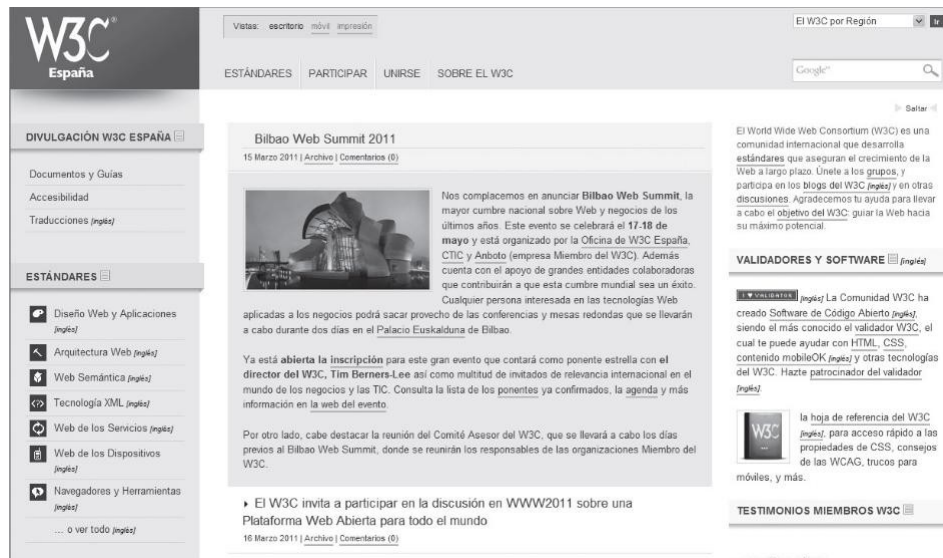 W3C®
España
Vistas: escritorio móvil impresión
El W3C por Región
Ir
ESTÁNDARES PARTICIPAR UNIRSE SOBRE EL W3C
Google™
Saltar
DIVULGACIÓN W3C ESPAÑA
Documentos y Guías
Accesibilidad
Traducciones [inglés]
ESTÁNDARES
Diseño Web y Aplicaciones
[inglés]
Arquitectura Web [inglés]
Web Semántica [inglés]
Tecnología XML [inglés]
Web de los Servicios [inglés]
Web de los Dispositivos
[inglés]
Navegadores y Herramientas
[inglés]
... o ver todo [inglés]
Bilbao Web Summit 2011
15 Marzo 2011 | Archivo | Comentarios (0)
Nos complacemos en anunciar Bilbao Web Summit, la
mayor cumbre nacional sobre Web y negocios de los
últimos años. Este evento se celebrará el 17-18 de
mayo y está organizado por la Oficina de W3C España,
CTIC y Anboto (empresa Miembro del W3C). Además
cuenta con el apoyo de grandes entidades colaboradoras
que contribuirán a que esta cumbre mundial sea un éxito.
Cualquier persona interesada en las tecnologías Web
aplicadas a los negocios podrá sacar provecho de las conferencias y mesas redondas que se llevarán
a cabo durante dos días en el Palacio Euskalduna de Bilbao.
Ya está abierta la inscripción para este gran evento que contará como ponente estrella con el
director del W3C, Tim Berners-Lee así como multitud de invitados de relevancia internacional en el
mundo de los negocios y las TIC. Consulta la lista de los ponentes ya confirmados, la agenda y más
información en la web del evento.
Por otro lado, cabe destacar la reunión del Comité Asesor del W3C, que se llevará a cabo los días
previos al Bilbao Web Summit, donde se reunirán los responsables de las organizaciones Miembro del
W3C.
El W3C invita a participar en la discusión en WWW2011 sobre una
Plataforma Web Abierta para todo el mundo
16 Marzo 2011 | Archivo | Comentarios (0)
El World Wide Web Consortium (W3C) es una
comunidad internacional que desarrolla
estándares que aseguran el crecimiento de la
Web a largo plazo. Únete a los grupos, y
participa en los blogs del W3C [inglés] y en otras
discusiones. Agradecemos tu ayuda para llevar
a cabo el objetivo del W3C: guiar la Web hacia
su máximo potencial.
VALIDADORES Y SOFTWARE [inglés]
I ♥ VALIDATOR [inglés] La Comunidad W3C ha
creado Software de Código Abierto [inglés],
siendo el más conocido el validador W3C, el
cual te puede ayudar con HTML, CSS,
contenido mobileOK [inglés] y otras tecnologías
del W3C. Hazte patrocinador del validador
[inglés].
W3C
la hoja de referencia del W3C
[inglés], para acceso rápido a las
propiedades de CSS, consejos
de las WCAG, trucos para
móviles, y más.
TESTIMONIOS MIEMBROS W3C